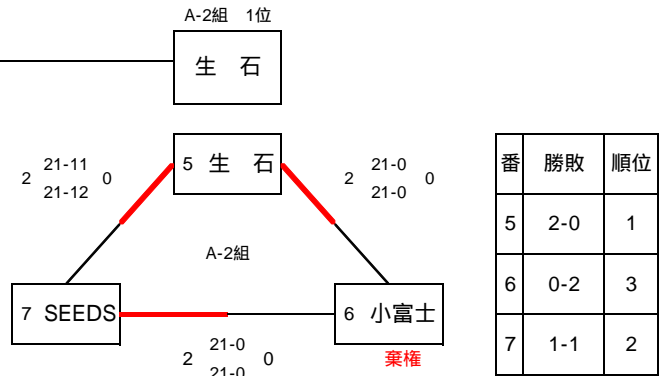 A-2組 1位
生 石
2 21-11 0
21-12
5 生 石
2 21-0 0
21-0
A-2組
7 SEEDS
6 小富士
棄権
2 21-0 0
21-0
番 勝敗 順位
5 2-0 1
6 0-2 3
7 1-1 2